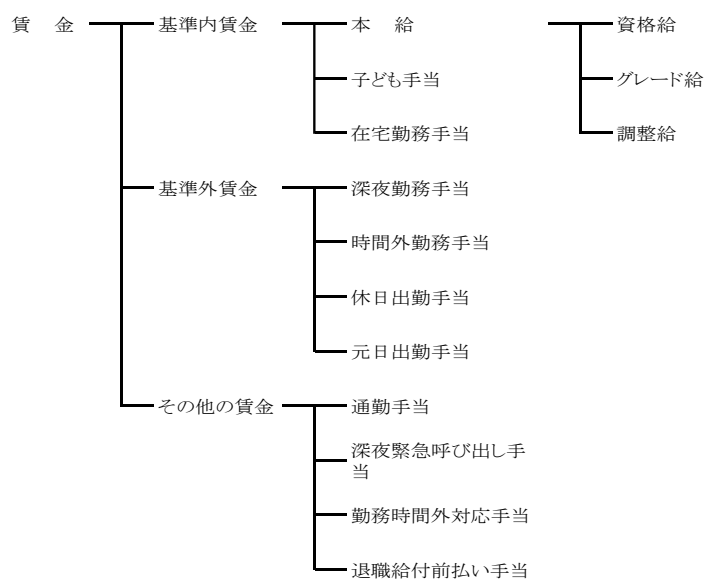 賃　金 基準内賃金 本　給 資格給
子ども手当 グレード給
在宅勤務手当 調整給
基準外賃金 深夜勤務手当
時間外勤務手当
休日出勤手当
元日出勤手当
その他の賃金 通勤手当
深夜緊急呼び出し手
当
勤務時間外対応手当
退職給付前払い手当